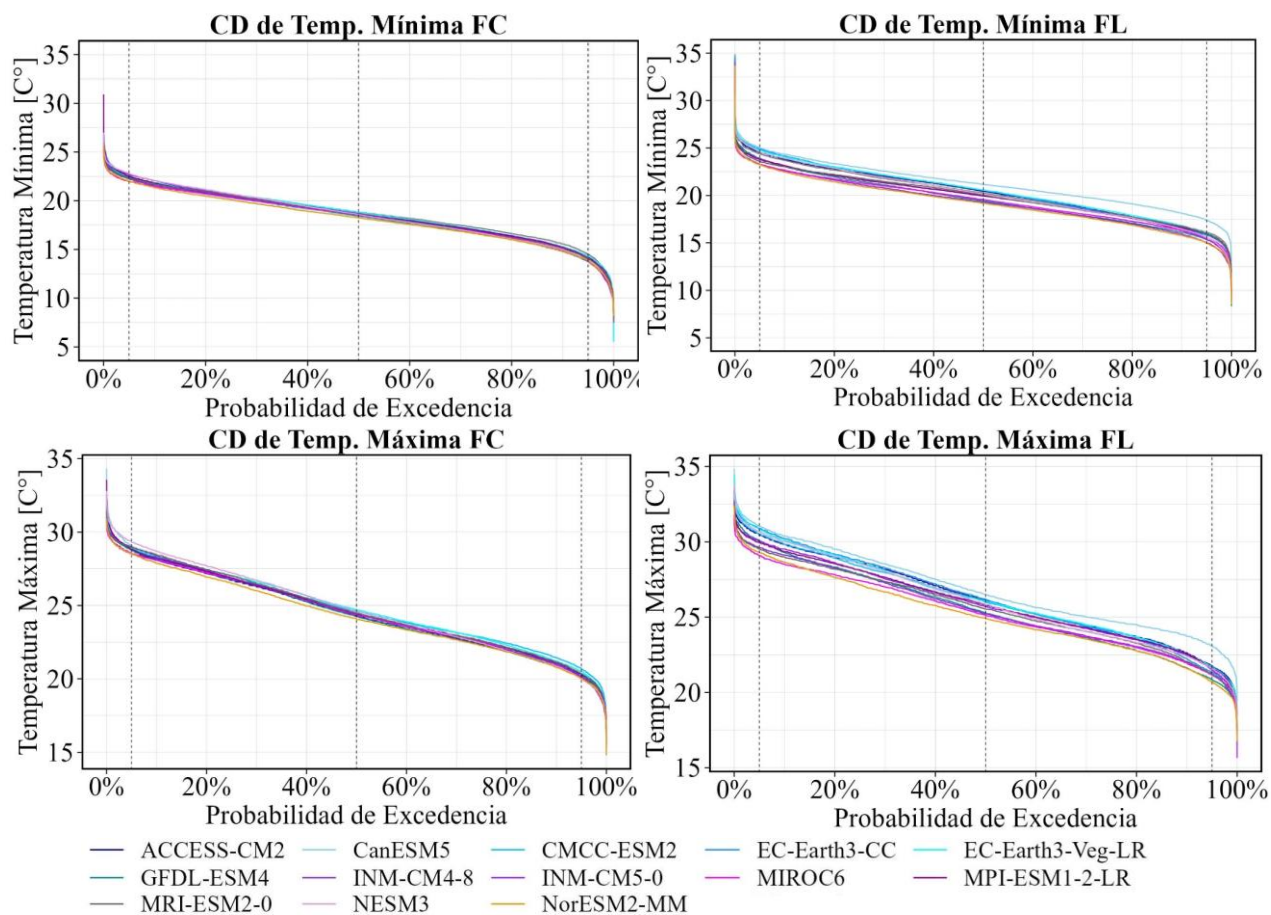 CD de Temp. Mínima FC
35
30
25
20
15
10
5
Temperatura Mínima [C°]
0% 20% 40% 60% 80% 100%
Probabilidad de Excedencia
CD de Temp. Mínima FL
35
30
25
20
15
10
5
Temperatura Mínima [C°]
0% 20% 40% 60% 80% 100%
Probabilidad de Excedencia
CD de Temp. Máxima FC
35
30
25
20
15
Temperatura Máxima [C°]
0% 20% 40% 60% 80% 100%
Probabilidad de Excedencia
CD de Temp. Máxima FL
35
30
25
20
15
Temperatura Máxima [C°]
0% 20% 40% 60% 80% 100%
Probabilidad de Excedencia
ACCESS-CM2 CanESM5 CMCC-ESM2 EC-Earth3-CC EC-Earth3-Veg-LR
GFDL-ESM4 INM-CM4-8 INM-CM5-0 MIROC6 MPI-ESM1-2-LR
MRI-ESM2-0 NESM3 NorESM2-MM